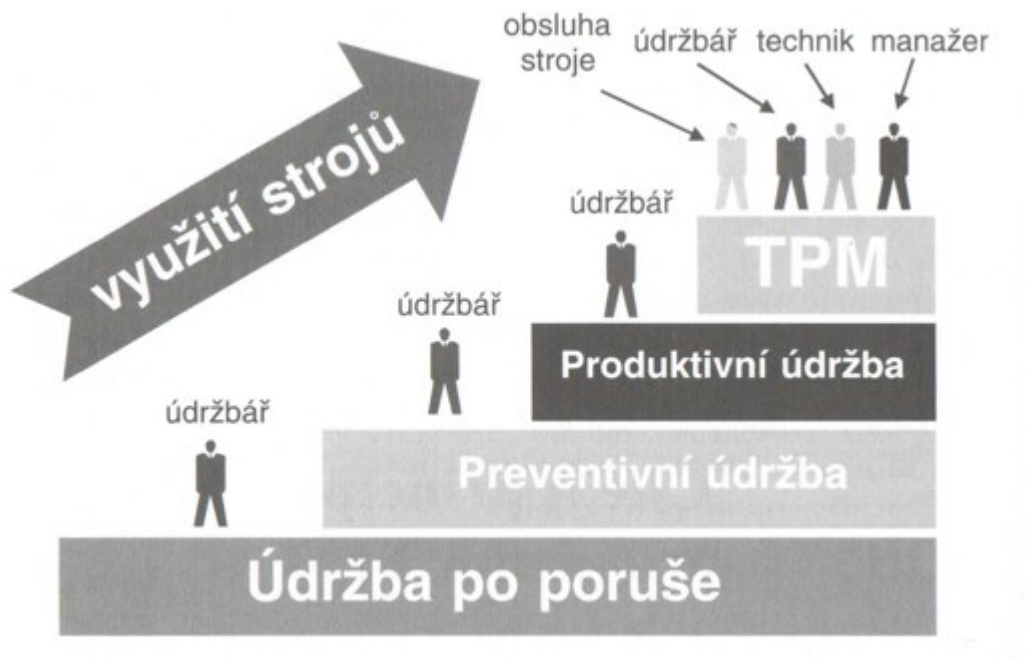 obsluha
stroje
údržbář
technik
manažer
využití strojů
údržbář
TPM
údržbář
Produktivní údržba
údržbář
Preventivní údržba
Údržba po poruše